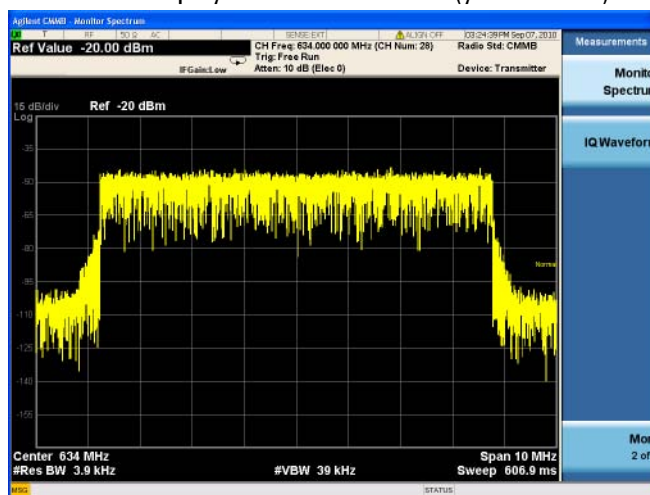 Agilent CMMB - Monitor Spectrum
T RF 50 Ω AC SENSE:EXT ALIGN OFF 03:24:39 PM Sep 07, 2010
Ref Value -20.00 dBm
CH Freq: 634.000 000 MHz (CH Num: 28)
Radio Std: CMMB
Trig: Free Run
IFGain:Low
Atten: 10 dB (Elec 0)
Device: Transmitter
15 dB/div Ref -20 dBm
Log
-35
-50
-65
-80
-95
-110
-125
-140
-155
Normal
Center 634 MHz
Span 10 MHz
#Res BW 3.9 kHz
#VBW 39 kHz
Sweep 606.9 ms
MSG
STATUS
Measurements
Monito
Spectru
IQ Wavefor
Mor
2 of